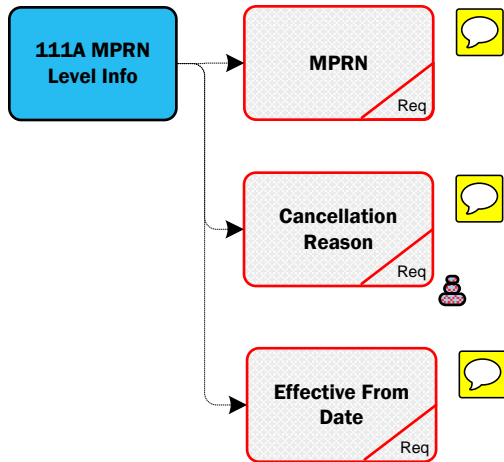 111A MPRN
Level Info
MPRN
Req
Cancellation
Reason
Req
Effective From
Date
Req